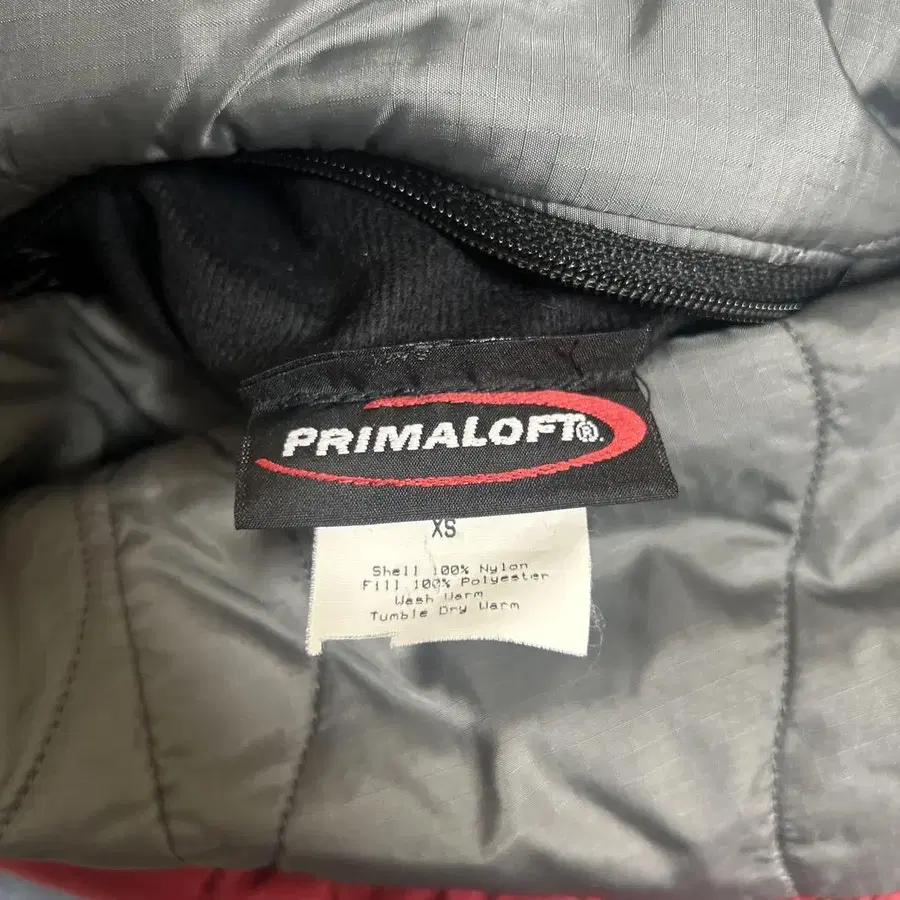 PRIMALOFT®.
XS
Shell 100% Nylon
Fill 100% Polyester
Wash Warm
Tumble Dry Warm